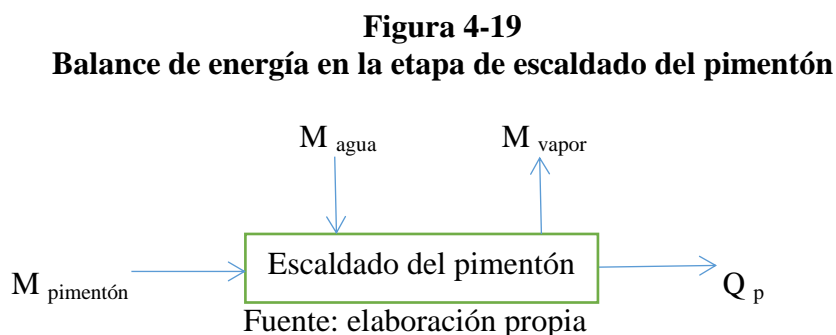 Figura 4-19
Balance de energía en la etapa de escaldado del pimentón
M agua
M vapor
Escaldado del pimentón
M pimentón
Q p
Fuente: elaboración propia